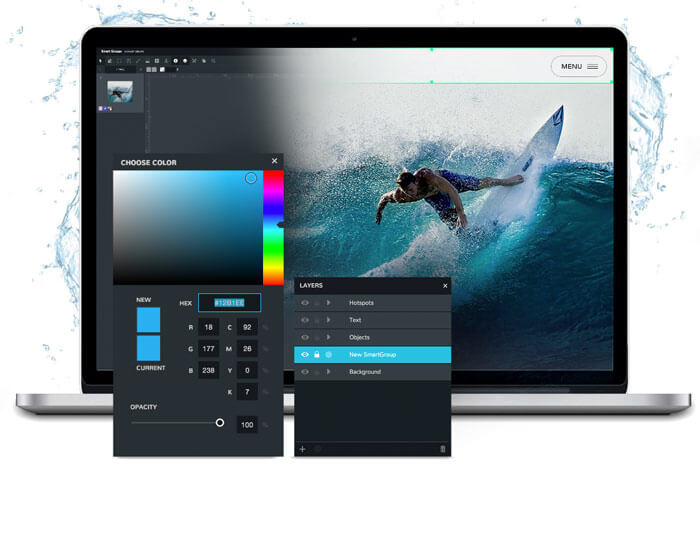 Smart Groups
MENU
CHOOSE COLOR
NEW
CURRENT
HEX #12B1EE
R 18 C 92 %
G 177 M 26 %
B 238 Y 0 %
K 7 %
OPACITY
100 %
LAYERS
Hotspots
Text
Objects
New SmartGroup
Background